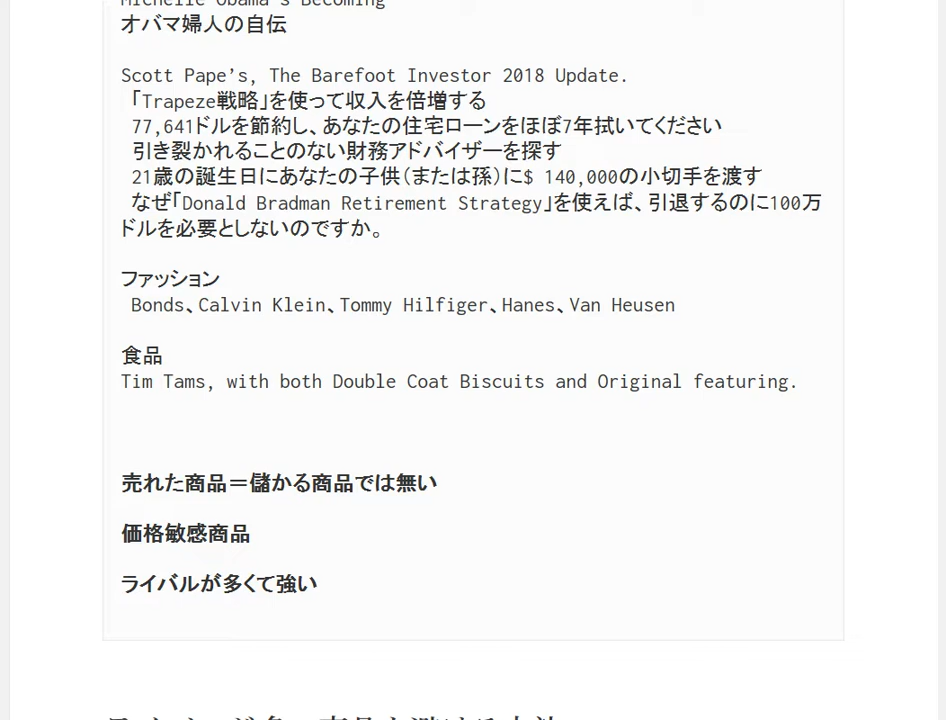 Michelle Obama's Becoming
オバマ婦人の自伝
Scott Pape's, The Barefoot Investor 2018 Update.
「Trapeze戦略」を使って収入を倍増する
77,641ドルを節約し、あなたの住宅ローンをほぼ7年拭いてください
引き裂かれることのない財務アドバイザーを探す
21歳の誕生日にあなたの子供(または孫)に$ 140,000の小切手を渡す
なぜ「Donald Bradman Retirement Strategy」を使えば、引退するのに100万
ドルを必要としないのですか。
ファッション
Bonds、Calvin Klein、Tommy Hilfiger、Hanes、Van Heusen
食品
Tim Tams, with both Double Coat Biscuits and Original featuring.
売れた商品=儲かる商品では無い
価格敏感商品
ライバルが多くて強い